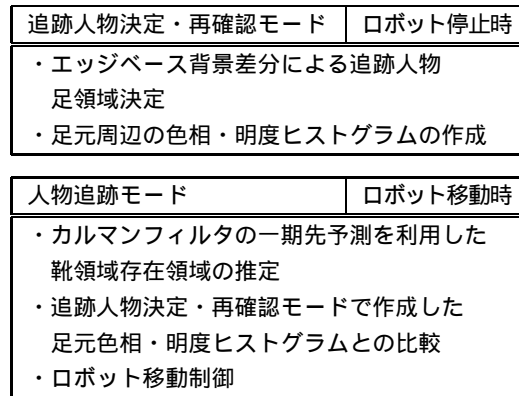 追跡人物決定・再確認モード ロボット停止時
・エッジベース背景差分による追跡人物
足領域決定
・足元周辺の色相・明度ヒストグラムの作成
人物追跡モード ロボット移動時
・カルマンフィルタの一期先予測を利用した
靴領域存在領域の推定
・追跡人物決定・再確認モードで作成した
足元色相・明度ヒストグラムとの比較
・ロボット移動制御